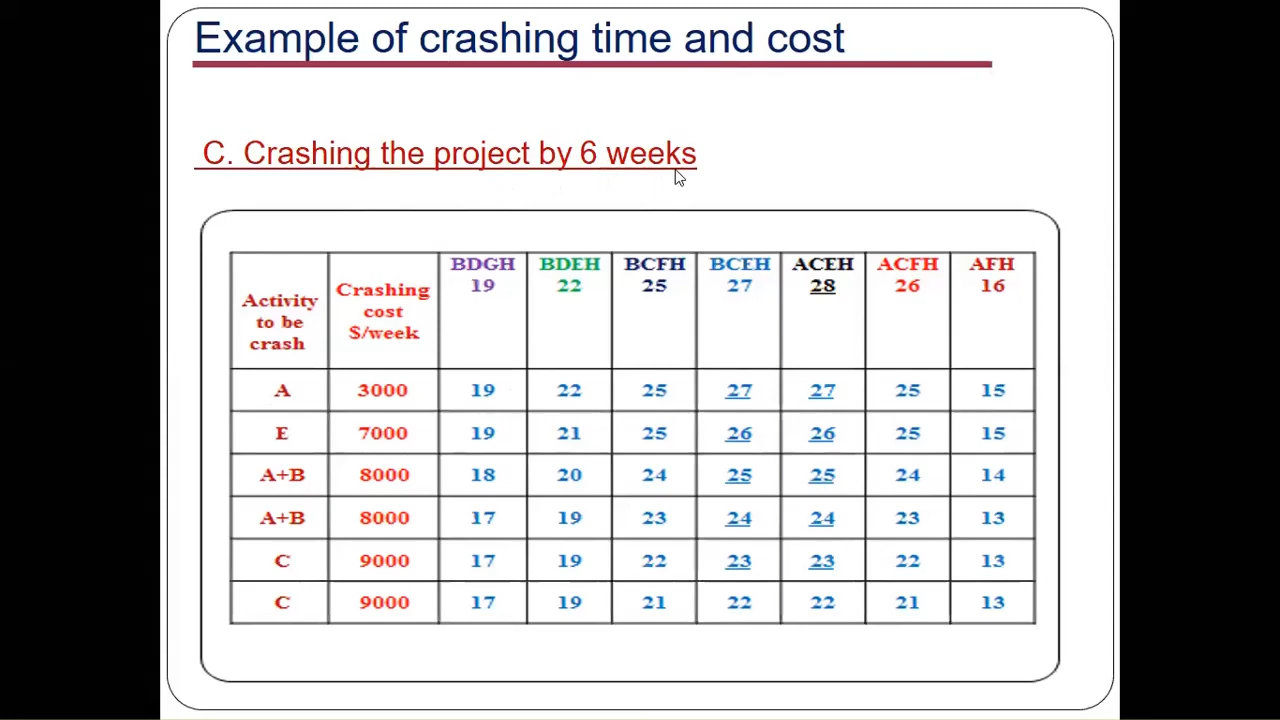 Example of crashing time and cost
C. Crashing the project by 6 weeks
Activity to be crash | Crashing cost $/week | BDGH 19 | BDEH 22 | BCFH 25 | BCEH 27 | ACEH 28 | ACFH 26 | AFH 16
A | 3000 | 19 | 22 | 25 | 27 | 27 | 25 | 15
E | 7000 | 19 | 21 | 25 | 26 | 26 | 25 | 15
A+B | 8000 | 18 | 20 | 24 | 25 | 25 | 24 | 14
A+B | 8000 | 17 | 19 | 23 | 24 | 24 | 23 | 13
C | 9000 | 17 | 19 | 22 | 23 | 23 | 22 | 13
C | 9000 | 17 | 19 | 21 | 22 | 22 | 21 | 13